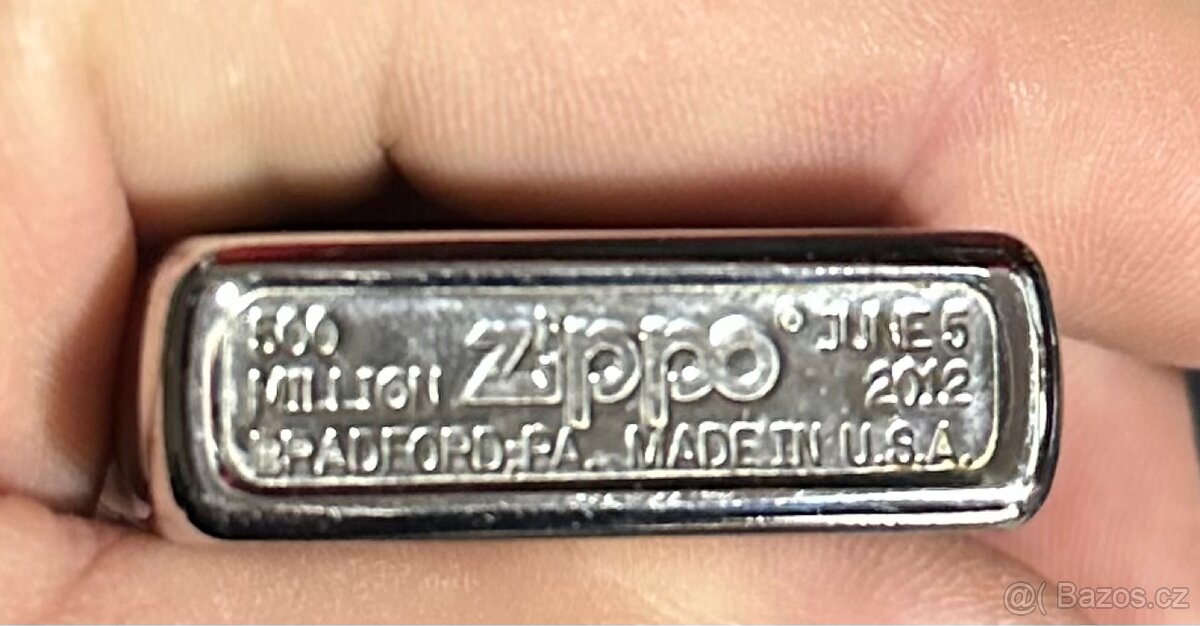 500 MILLION Zippo ® JUNE 5 2012
BRADFORD, PA. MADE IN U.S.A.
@( Bazos.cz